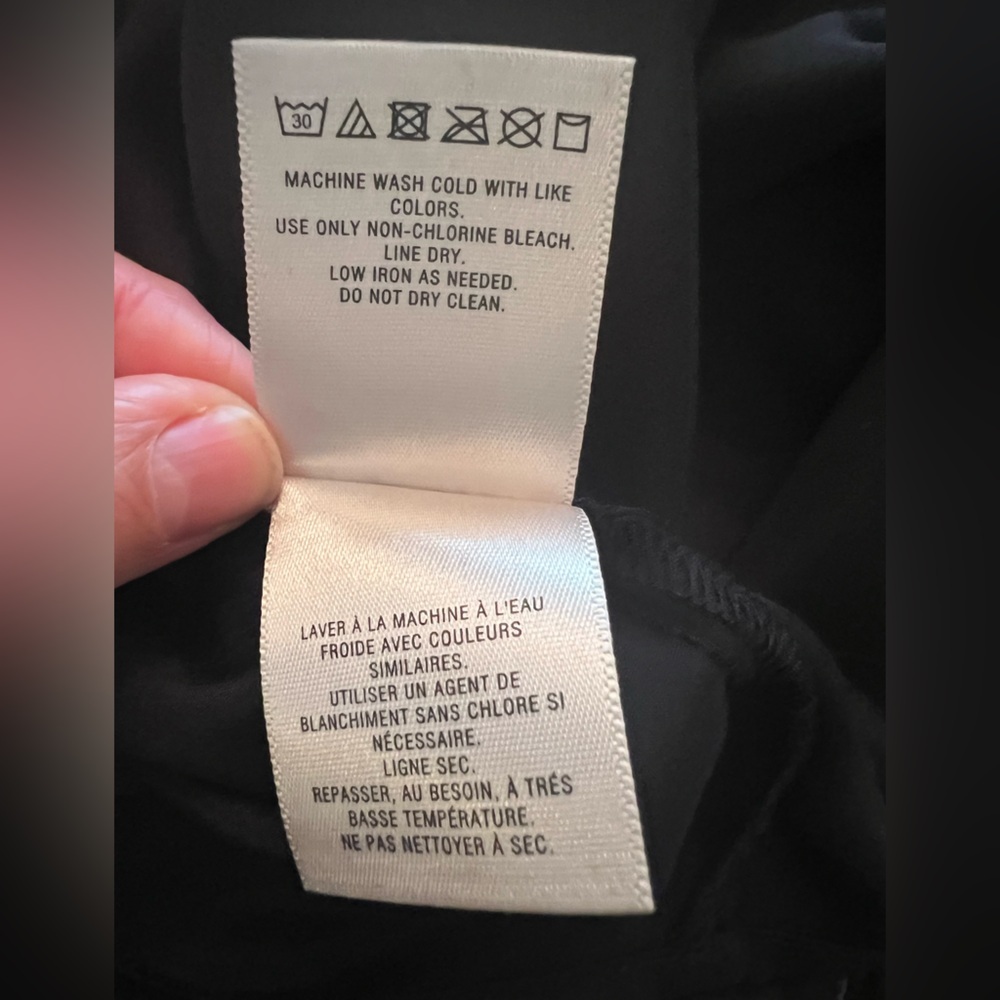 30
MACHINE WASH COLD WITH LIKE
COLORS.
USE ONLY NON-CHLORINE BLEACH.
LINE DRY.
LOW IRON AS NEEDED.
DO NOT DRY CLEAN.
LAVER À LA MACHINE À L'EAU
FROIDE AVEC COULEURS
SIMILAIRES.
UTILISER UN AGENT DE
BLANCHIMENT SANS CHLORE SI
NÉCESSAIRE.
LIGNE SEC.
REPASSER, AU BESOIN, À TRÉS
BASSE TEMPÉRATURE.
NE PAS NETTOYER À SEC.